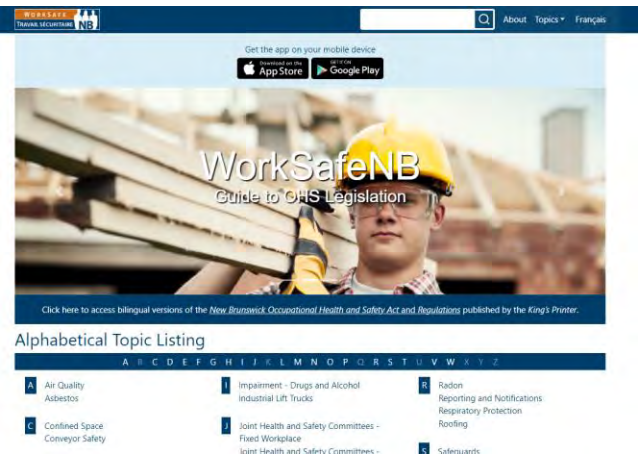 WORKSAFE
TRAVAIL SÉCURITAIRE NB
About Topics Français
Get the app on your mobile device
Download on the App Store
GET IT ON Google Play
WorkSafeNB
Guide to OHS Legislation
Click here to access bilingual versions of the New Brunswick Occupational Health and Safety Act and Regulations published by the King's Printer.
Alphabetical Topic Listing
A B C D E F G H I J K L M N O P Q R S T U V W X Y Z
A Air Quality
Asbestos
C Confined Space
Conveyor Safety
I Impairment - Drugs and Alcohol
Industrial Lift Trucks
J Joint Health and Safety Committees -
Fixed Workplace
Joint Health and Safety Committees -
R Radon
Reporting and Notifications
Respiratory Protection
Roofing
S Safeguards